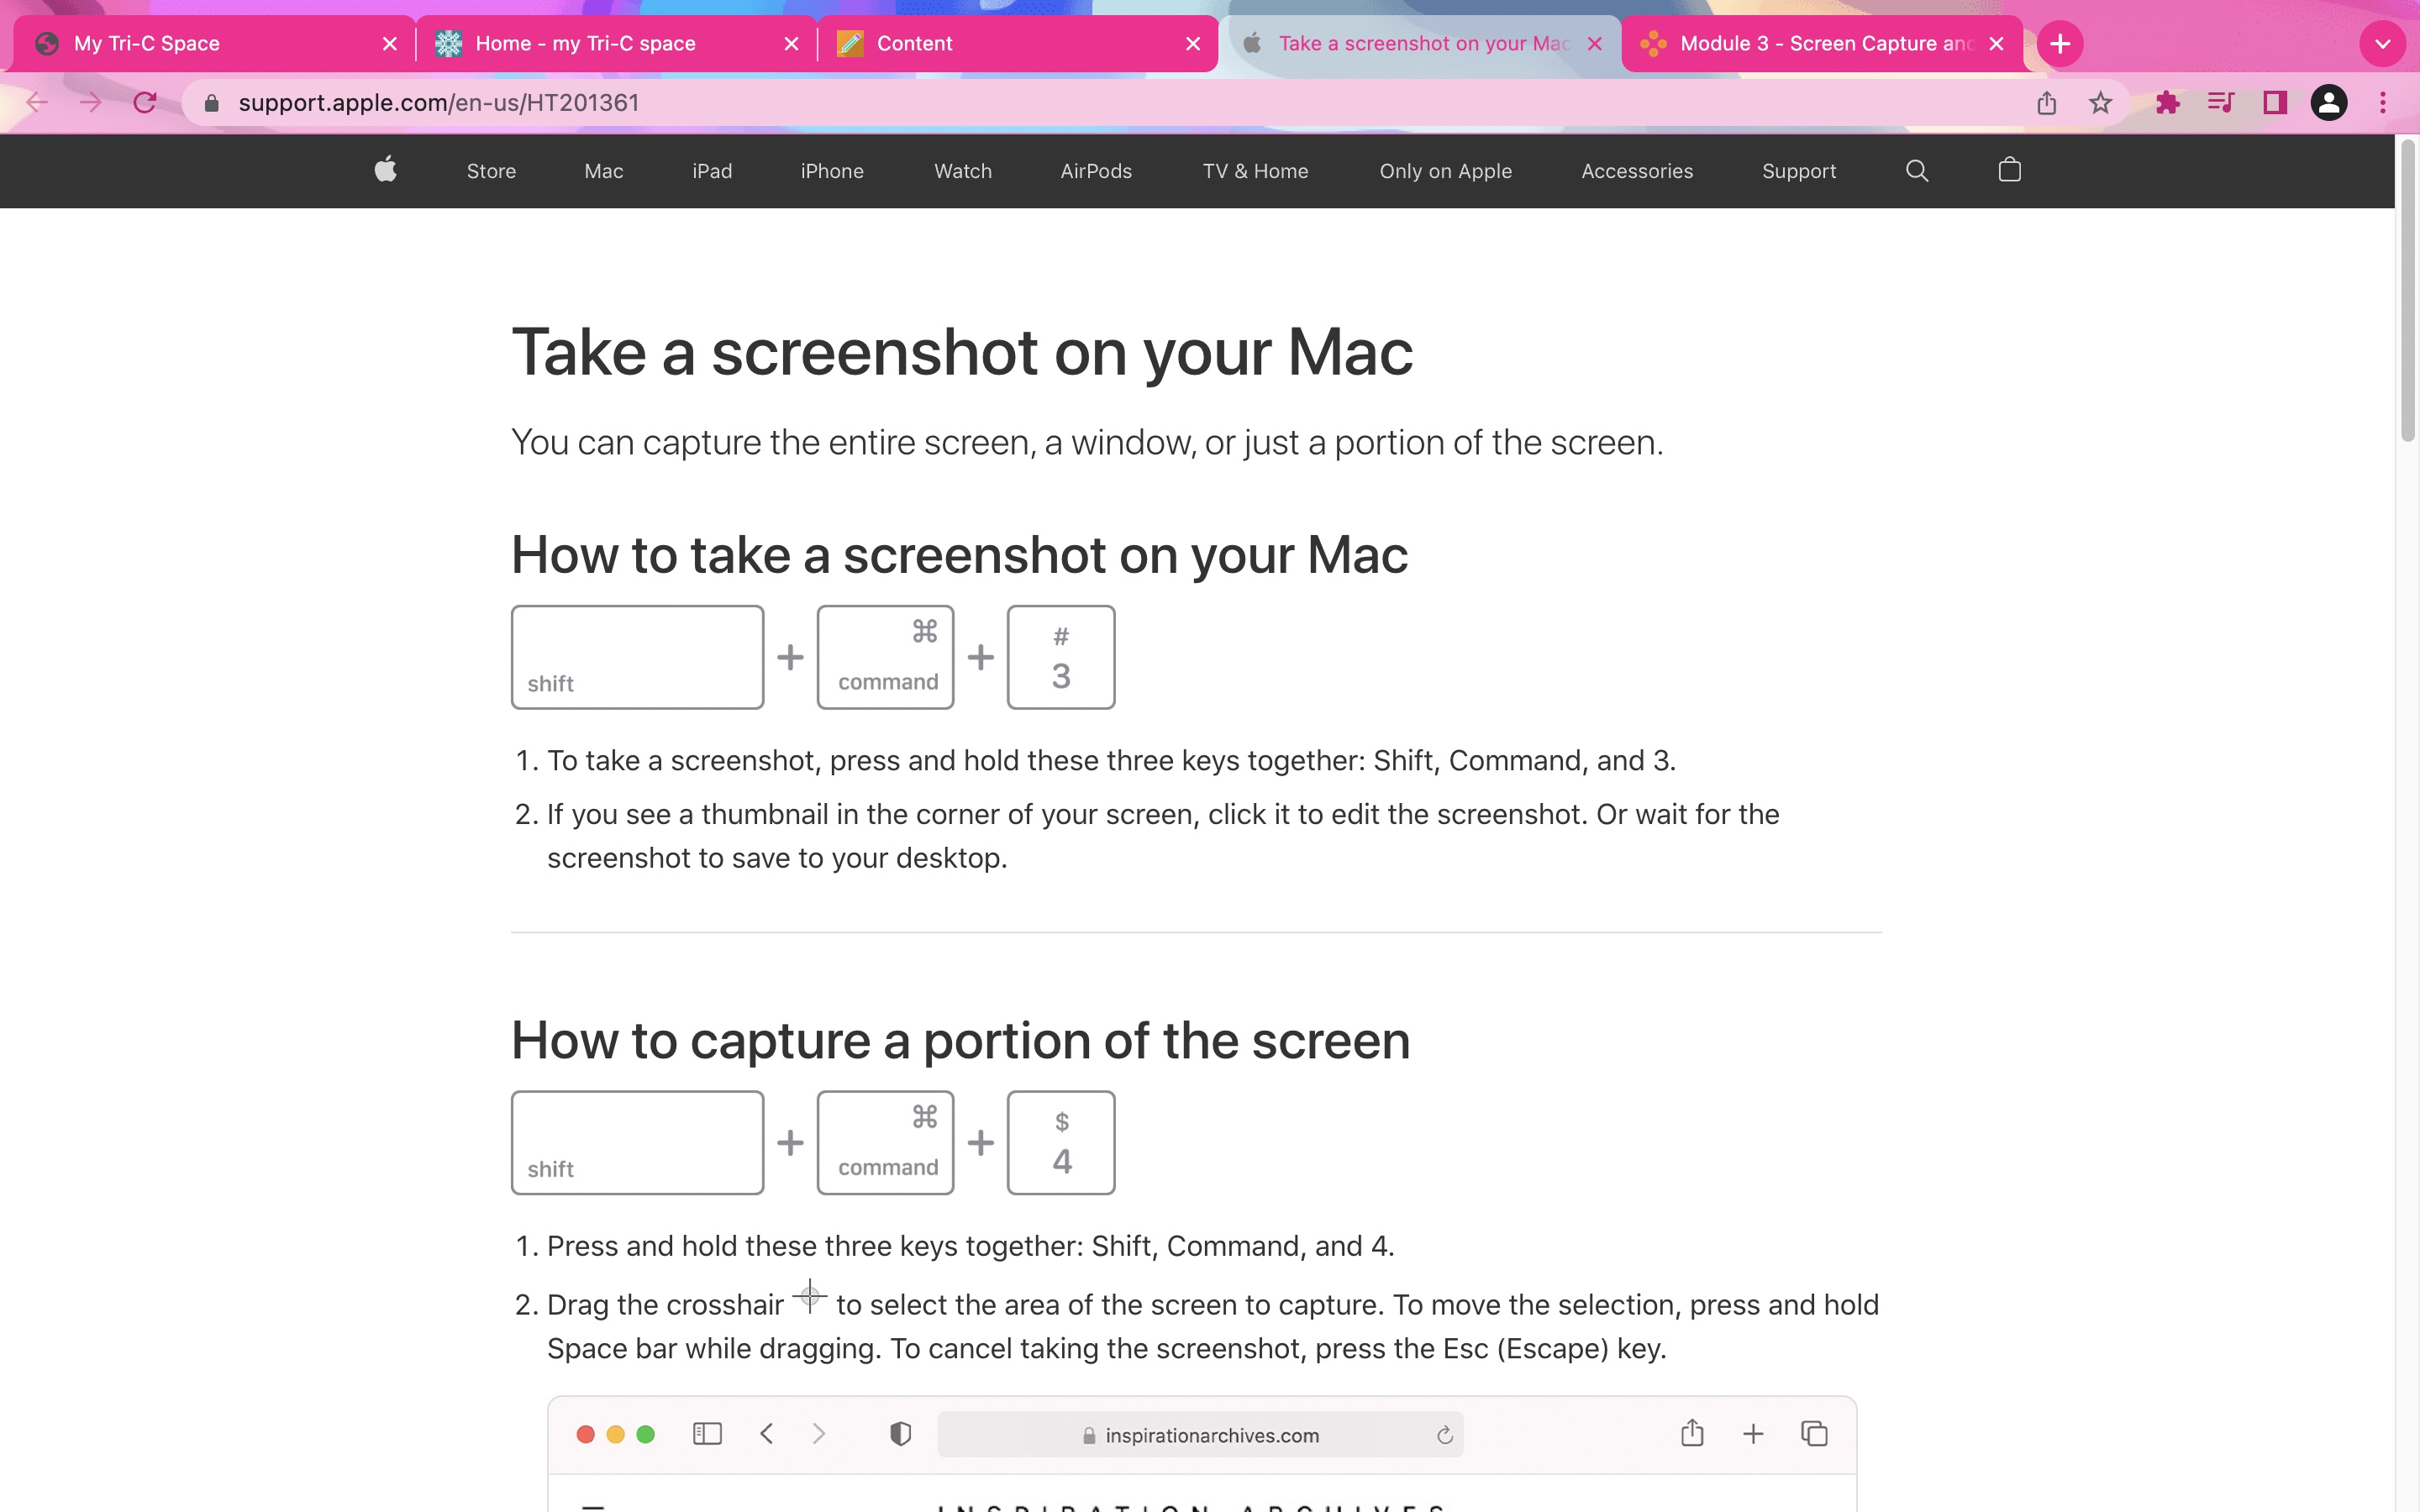 My Tri-C Space
Home - my Tri-C space
Content
Take a screenshot on your Mac
Module 3 - Screen Capture and
support.apple.com/en-us/HT201361
Store Mac iPad iPhone Watch AirPods TV & Home Only on Apple Accessories Support
Take a screenshot on your Mac
You can capture the entire screen, a window, or just a portion of the screen.
How to take a screenshot on your Mac
shift + ⌘ command + # 3
1. To take a screenshot, press and hold these three keys together: Shift, Command, and 3.
2. If you see a thumbnail in the corner of your screen, click it to edit the screenshot. Or wait for the
screenshot to save to your desktop.
How to capture a portion of the screen
shift + ⌘ command + $ 4
1. Press and hold these three keys together: Shift, Command, and 4.
2. Drag the crosshair to select the area of the screen to capture. To move the selection, press and hold
Space bar while dragging. To cancel taking the screenshot, press the Esc (Escape) key.
inspirationarchives.com
INSPIRATION ARCHIVES